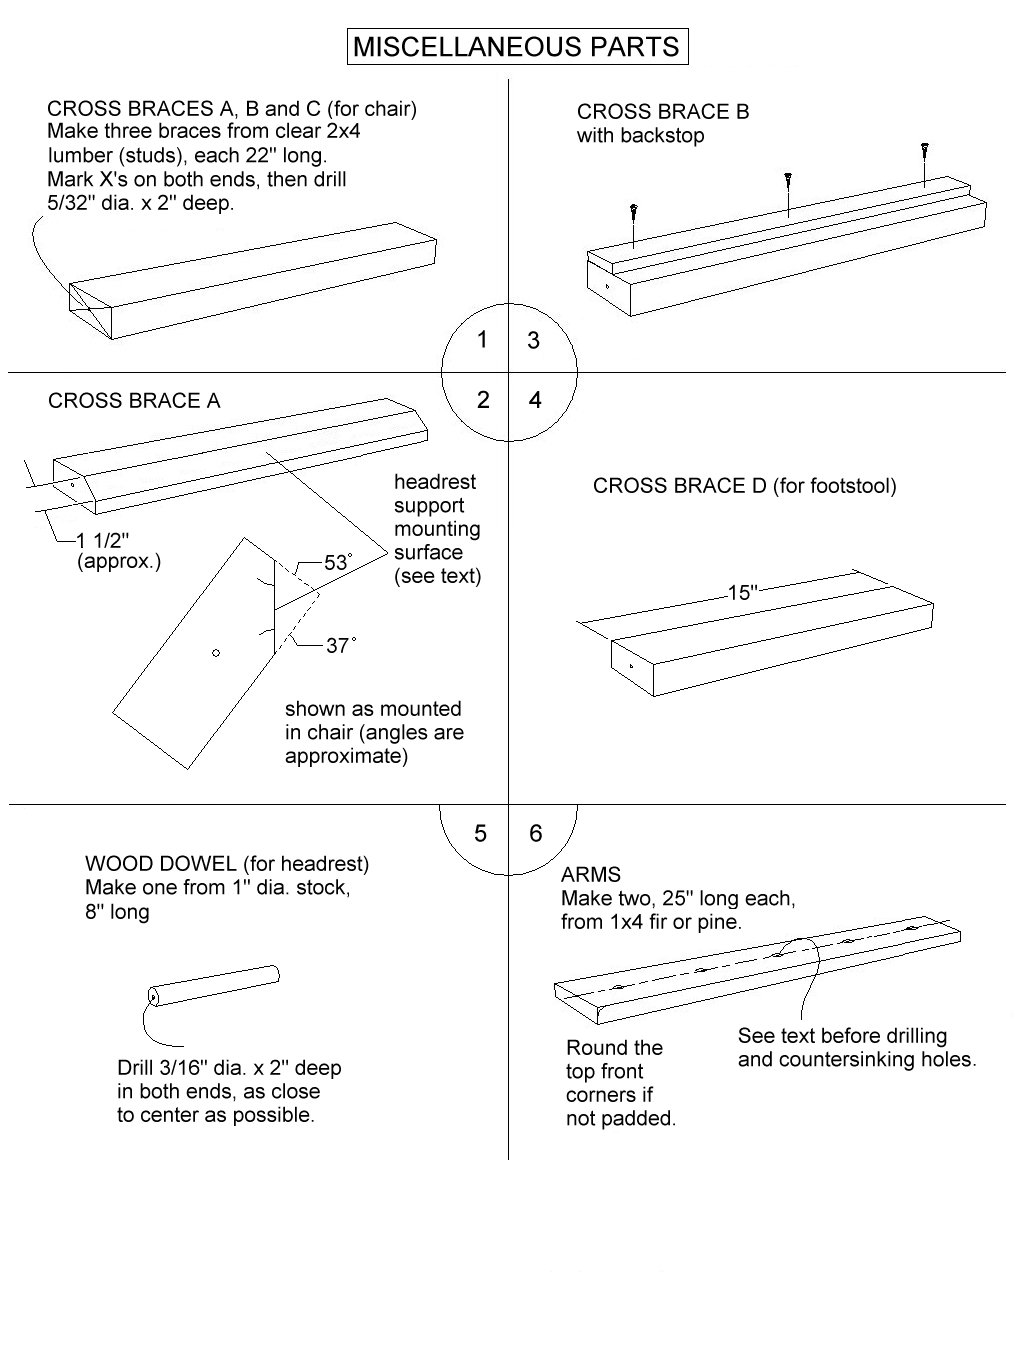 MISCELLANEOUS PARTS
CROSS BRACES A, B and C (for chair)
Make three braces from clear 2x4
lumber (studs), each 22" long.
Mark X's on both ends, then drill
5/32" dia. x 2" deep.
1
CROSS BRACE A
1 1/2"
(approx.)
headrest
support
mounting
surface
(see text)
53°
37°
shown as mounted
in chair (angles are
approximate)
2
CROSS BRACE B
with backstop
3
4
CROSS BRACE D (for footstool)
15"
5
WOOD DOWEL (for headrest)
Make one from 1" dia. stock,
8" long
Drill 3/16" dia. x 2" deep
in both ends, as close
to center as possible.
6
ARMS
Make two, 25" long each,
from 1x4 fir or pine.
Round the
top front
corners if
not padded.
See text before drilling
and countersinking holes.